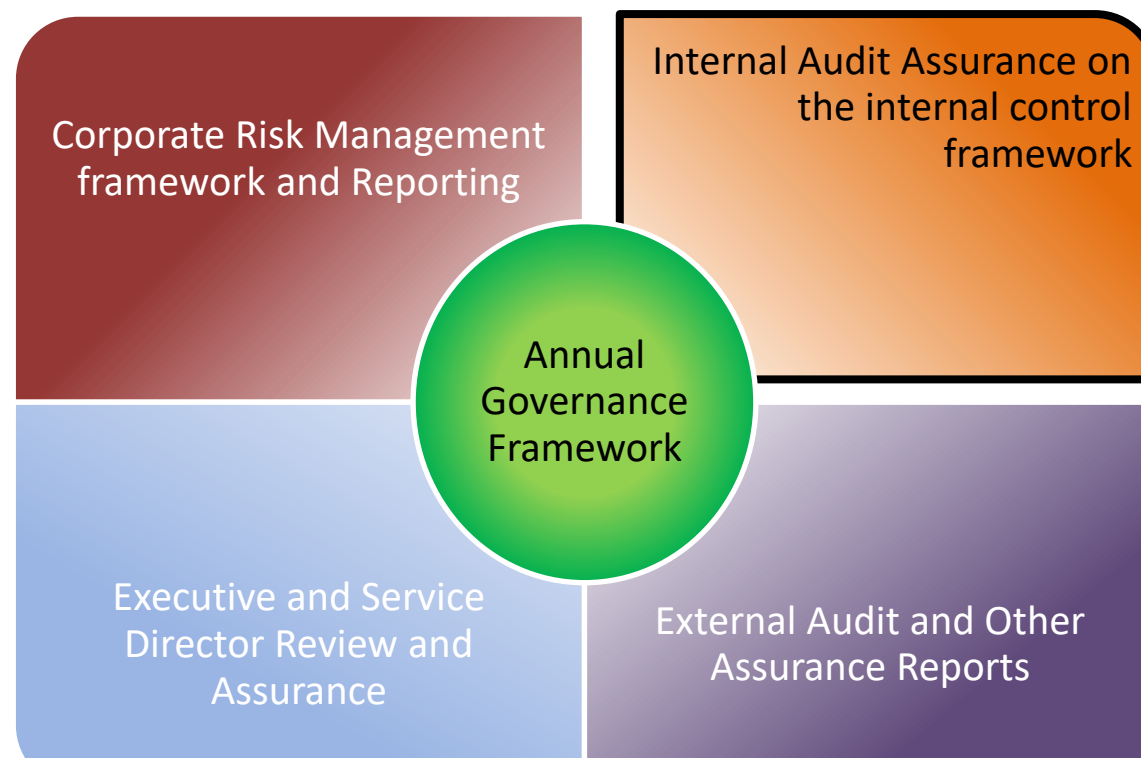 Corporate Risk Management
framework and Reporting
Internal Audit Assurance on
the internal control
framework
Annual
Governance
Framework
Executive and Service
Director Review and
Assurance
External Audit and Other
Assurance Reports